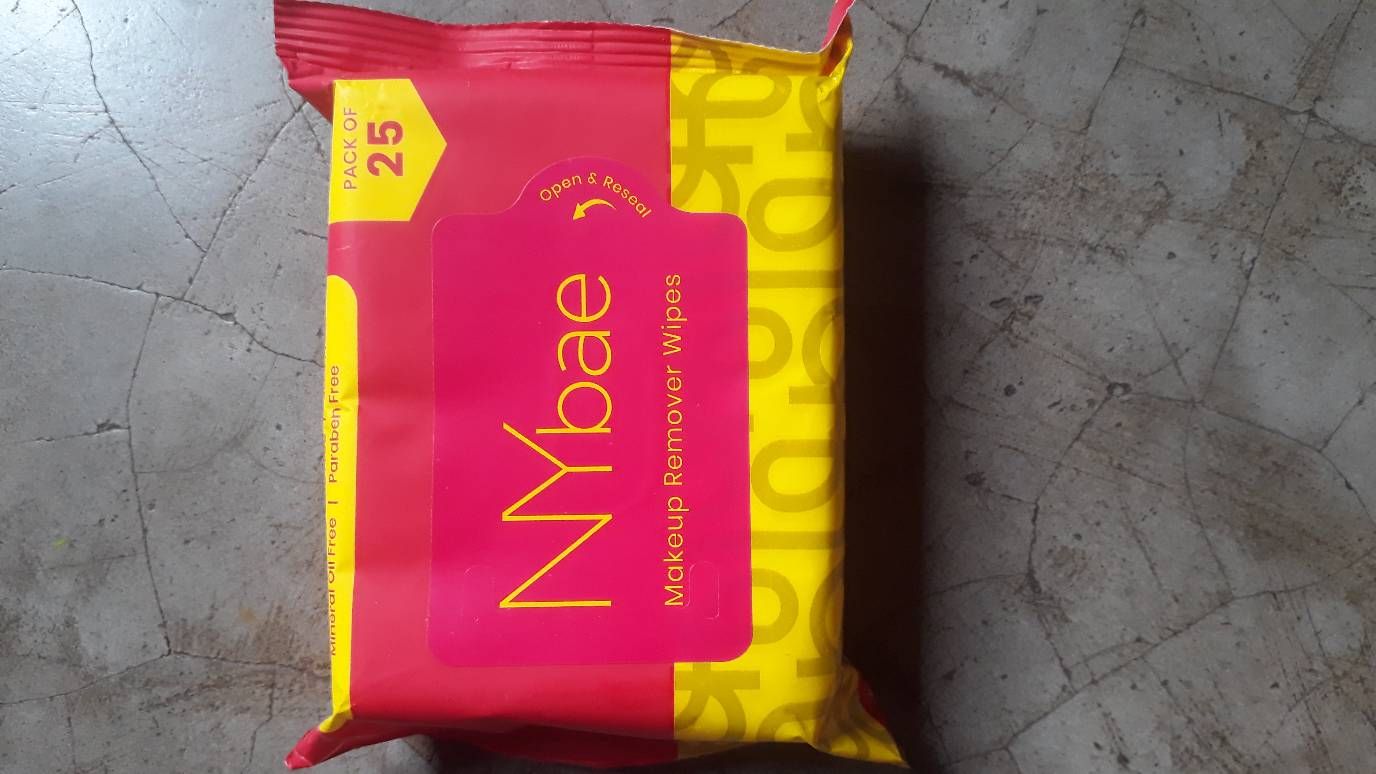 PACK OF
25
Mineral Oil Free | Paraben Free
Open & Reseal
NYbae
Makeup Remover Wipes